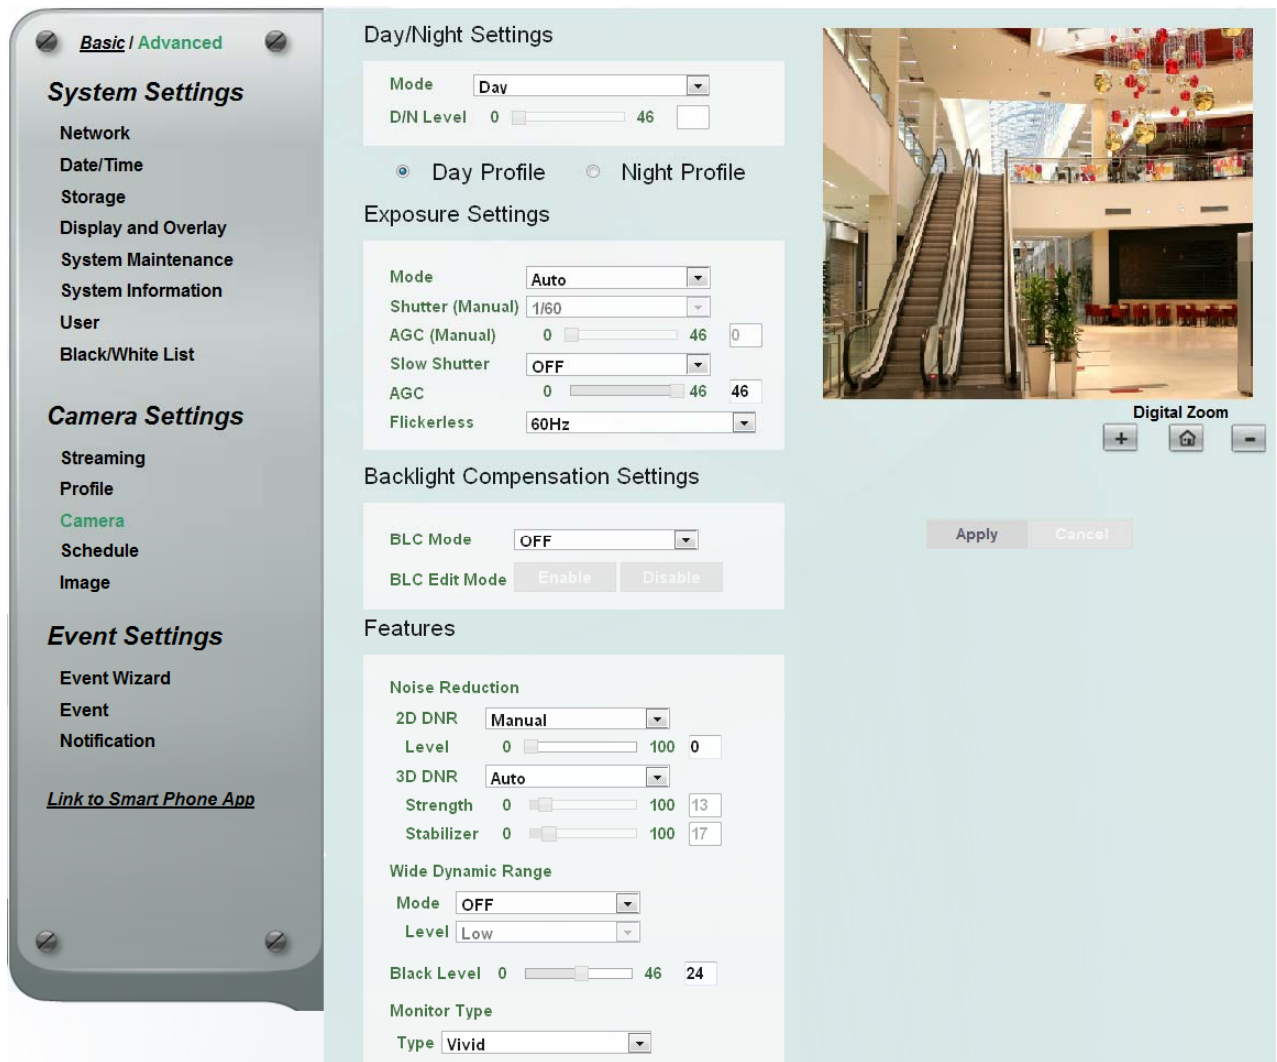 Basic / Advanced
System Settings
Network
Date/Time
Storage
Display and Overlay
System Maintenance
System Information
User
Black/White List
Camera Settings
Streaming
Profile
Camera
Schedule
Image
Event Settings
Event Wizard
Event
Notification
Link to Smart Phone App
Day/Night Settings
Mode Day
D/N Level 0 46
Day Profile Night Profile
Exposure Settings
Mode Auto
Shutter (Manual) 1/60
AGC (Manual) 0 46 0
Slow Shutter OFF
AGC 0 46 46
Flickerless 60Hz
Backlight Compensation Settings
BLC Mode OFF
BLC Edit Mode Enable Disable
Features
Noise Reduction
2D DNR Manual
Level 0 100 0
3D DNR Auto
Strength 0 100 13
Stabilizer 0 100 17
Wide Dynamic Range
Mode OFF
Level Low
Black Level 0 46 24
Monitor Type
Type Vivid
Digital Zoom
+ -
Apply Cancel